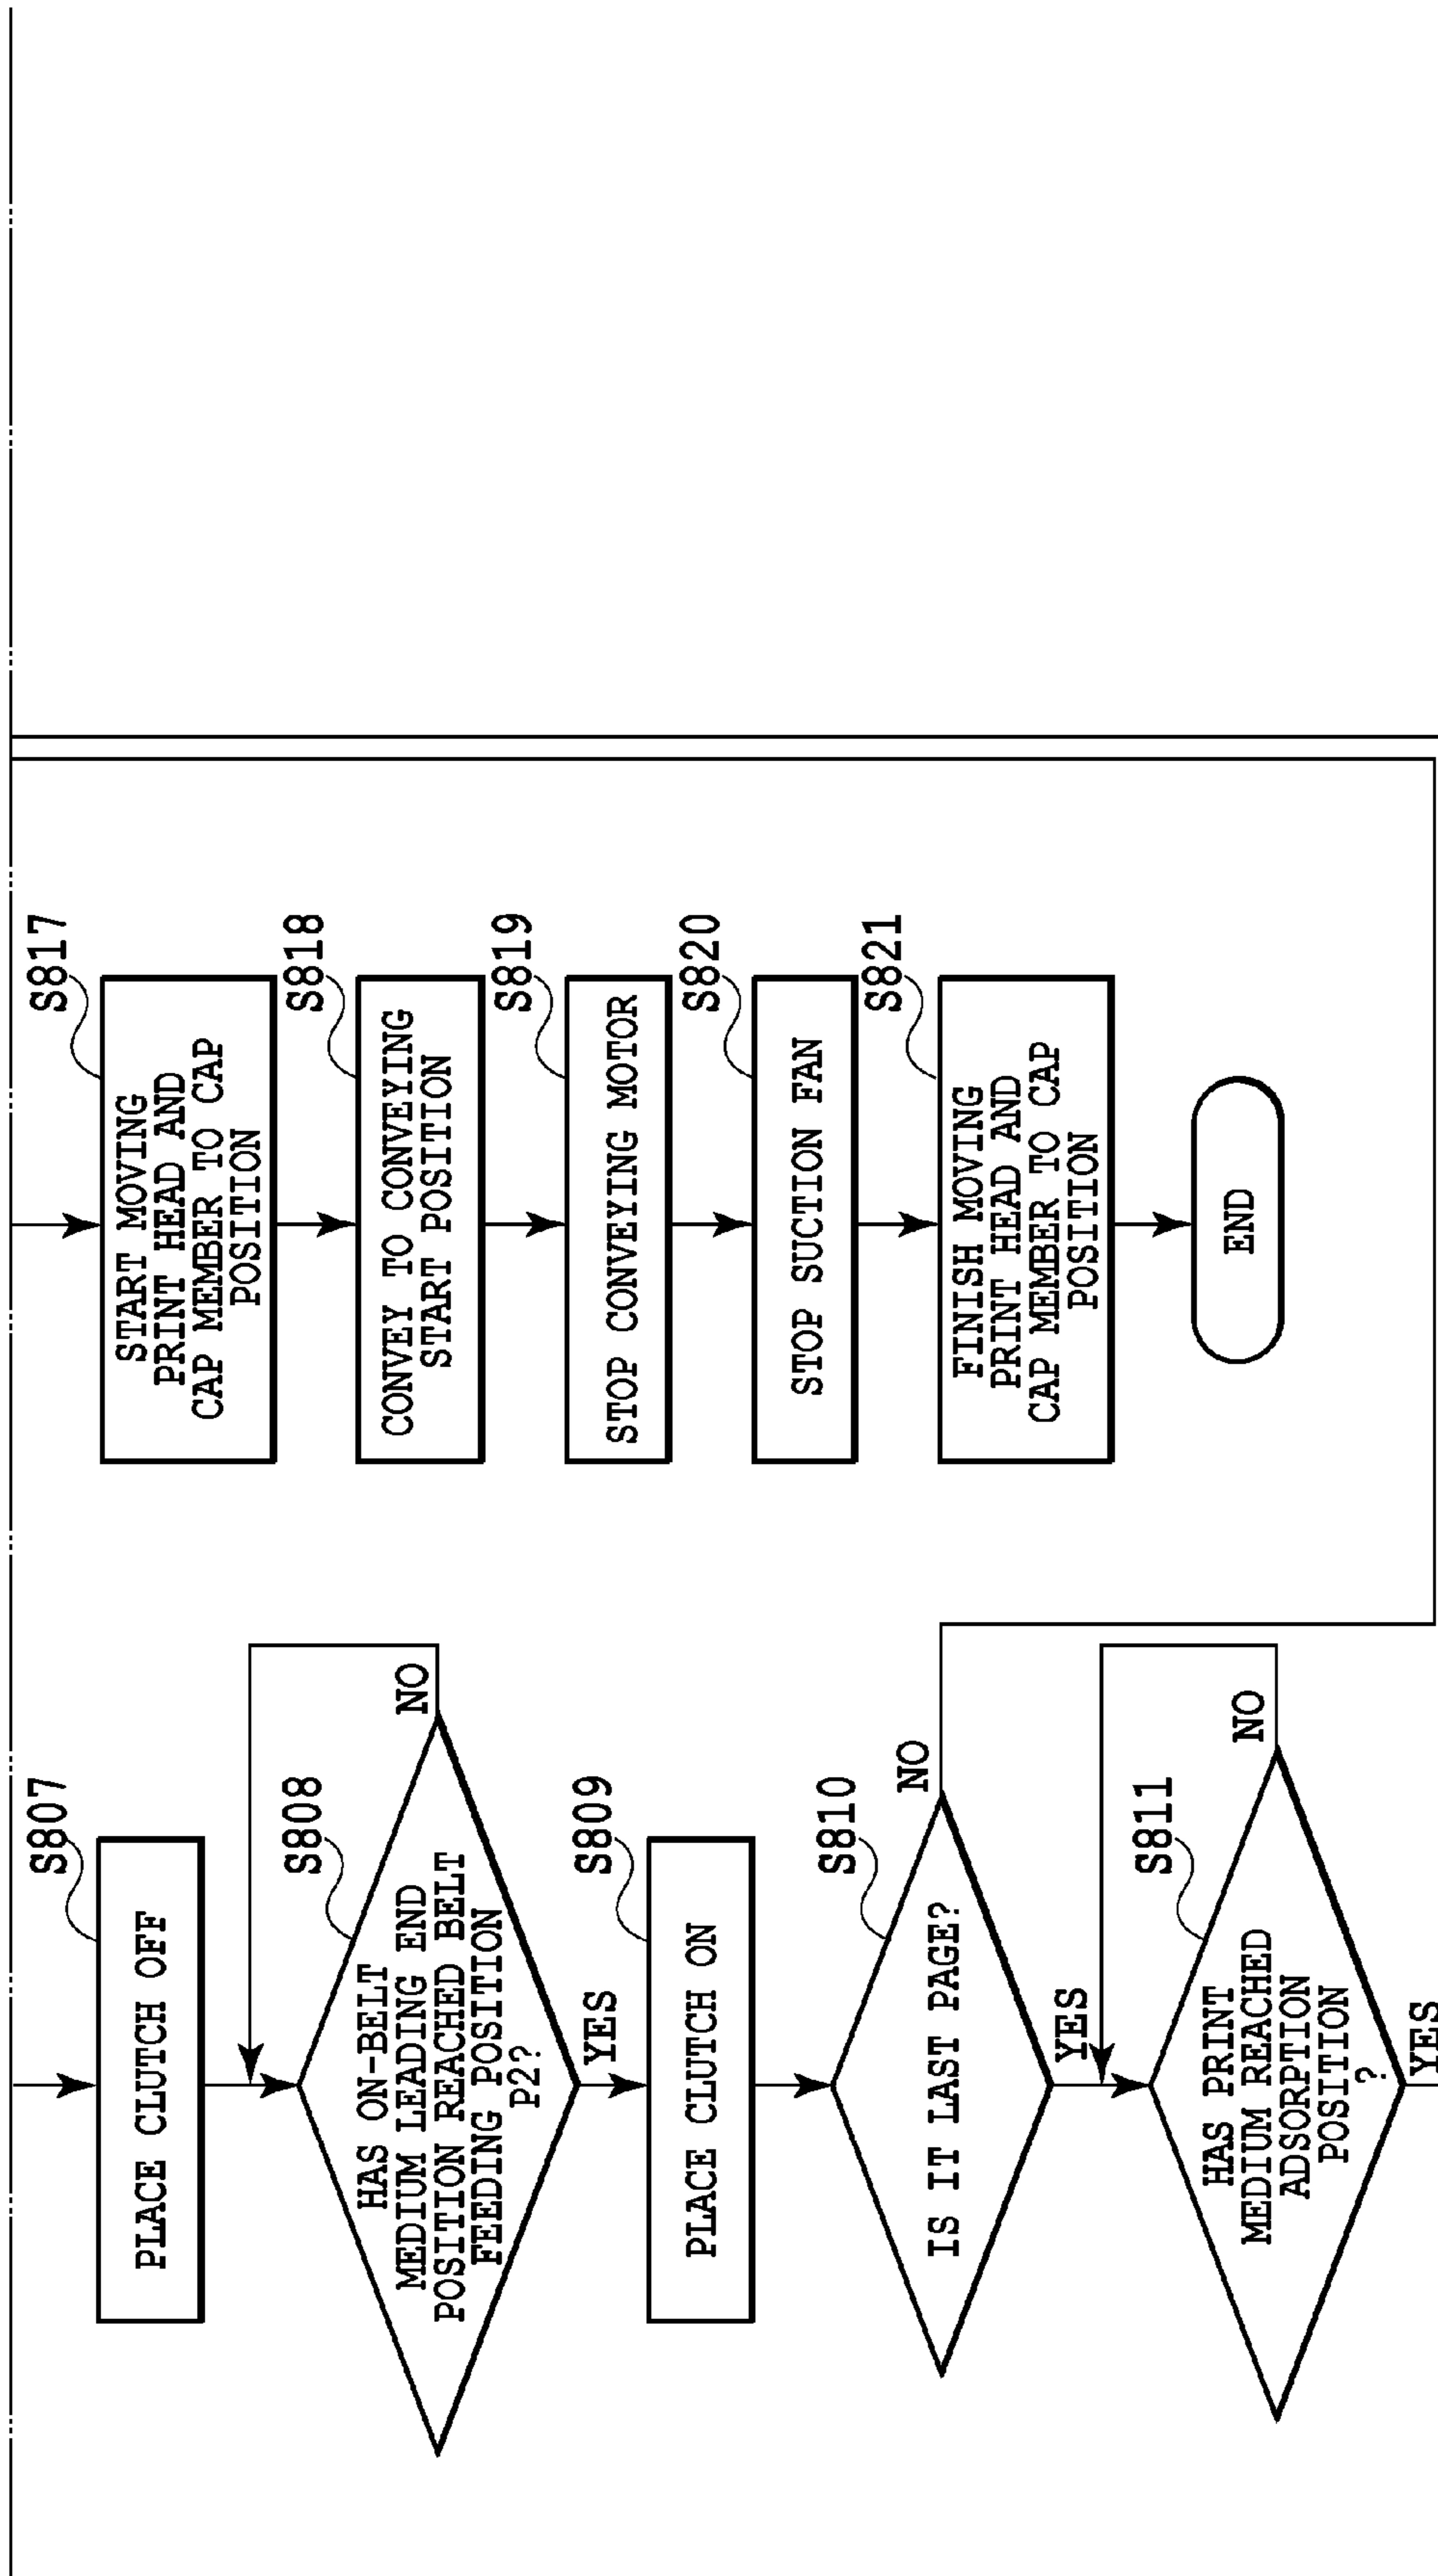 S807
PLACE CLUTCH OFF
S808
HAS ON-BELT
MEDIUM LEADING END
POSITION REACHED BELT
FEEDING POSITION
P2?
NO
YES
S809
PLACE CLUTCH ON
S810
IS IT LAST PAGE?
NO
YES
S811
HAS PRINT
MEDIUM REACHED
ADSORPTION
POSITION
?
NO
YES
S817
START MOVING
PRINT HEAD AND
CAP MEMBER TO CAP
POSITION
S818
CONVEY TO CONVEYING
START POSITION
S819
STOP CONVEYING MOTOR
S820
STOP SUCTION FAN
S821
FINISH MOVING
PRINT HEAD AND
CAP MEMBER TO CAP
POSITION
END